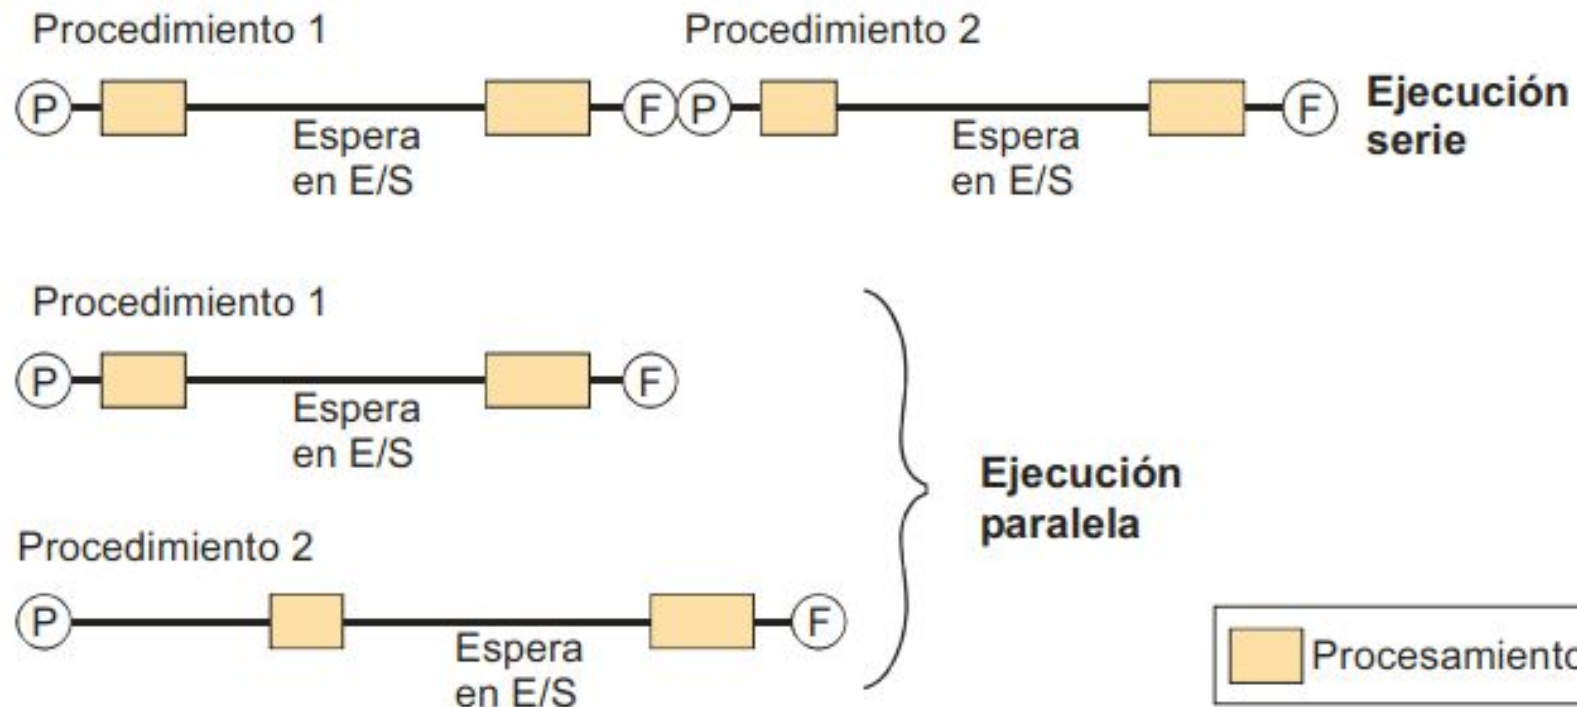 Procedimiento 1
Procedimiento 2
P
F
P
F
Ejecución
serie
Espera
en E/S
Espera
en E/S
Procedimiento 1
P
F
Espera
en E/S
Ejecución
paralela
Procedimiento 2
P
F
Espera
en E/S
Procesamiento